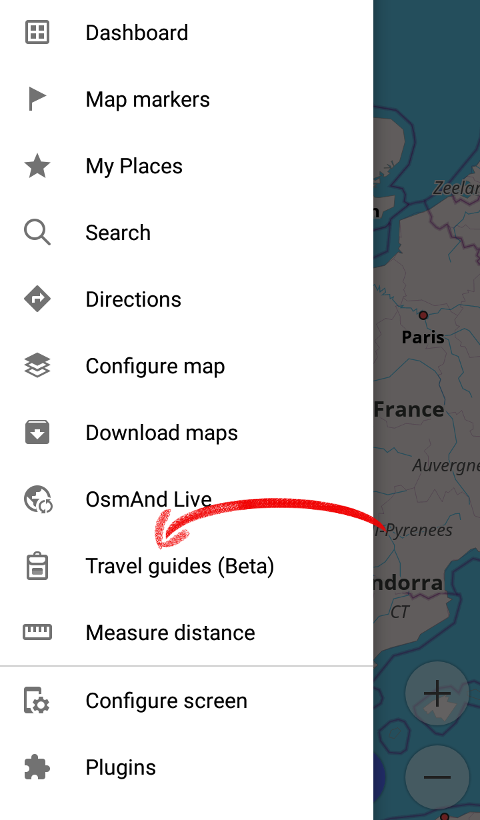 Dashboard
Map markers
My Places
Search
Directions
Configure map
Download maps
OsmAnd Live
Travel guides (Beta)
Measure distance
Configure screen
Plugins
Zeelan
n
Paris
France
Auvergne
i-Pyrenees
ndorra
CT